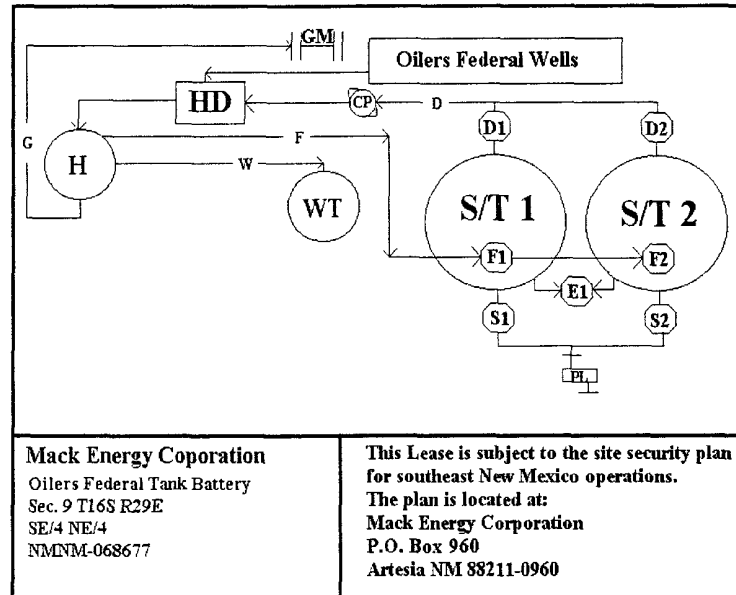 GM
Oilers Federal Wells
HD
CP
D
D1
D2
G
F
H
W
WT
S/T 1
S/T 2
F1
F2
E1
S1
S2
PL
Mack Energy Coporation
Oilers Federal Tank Battery
Sec. 9 T16S R29E
SE/4 NE/4
NMNM-068677
This Lease is subject to the site security plan
for southeast New Mexico operations.
The plan is located at:
Mack Energy Corporation
P.O. Box 960
Artesia NM 88211-0960